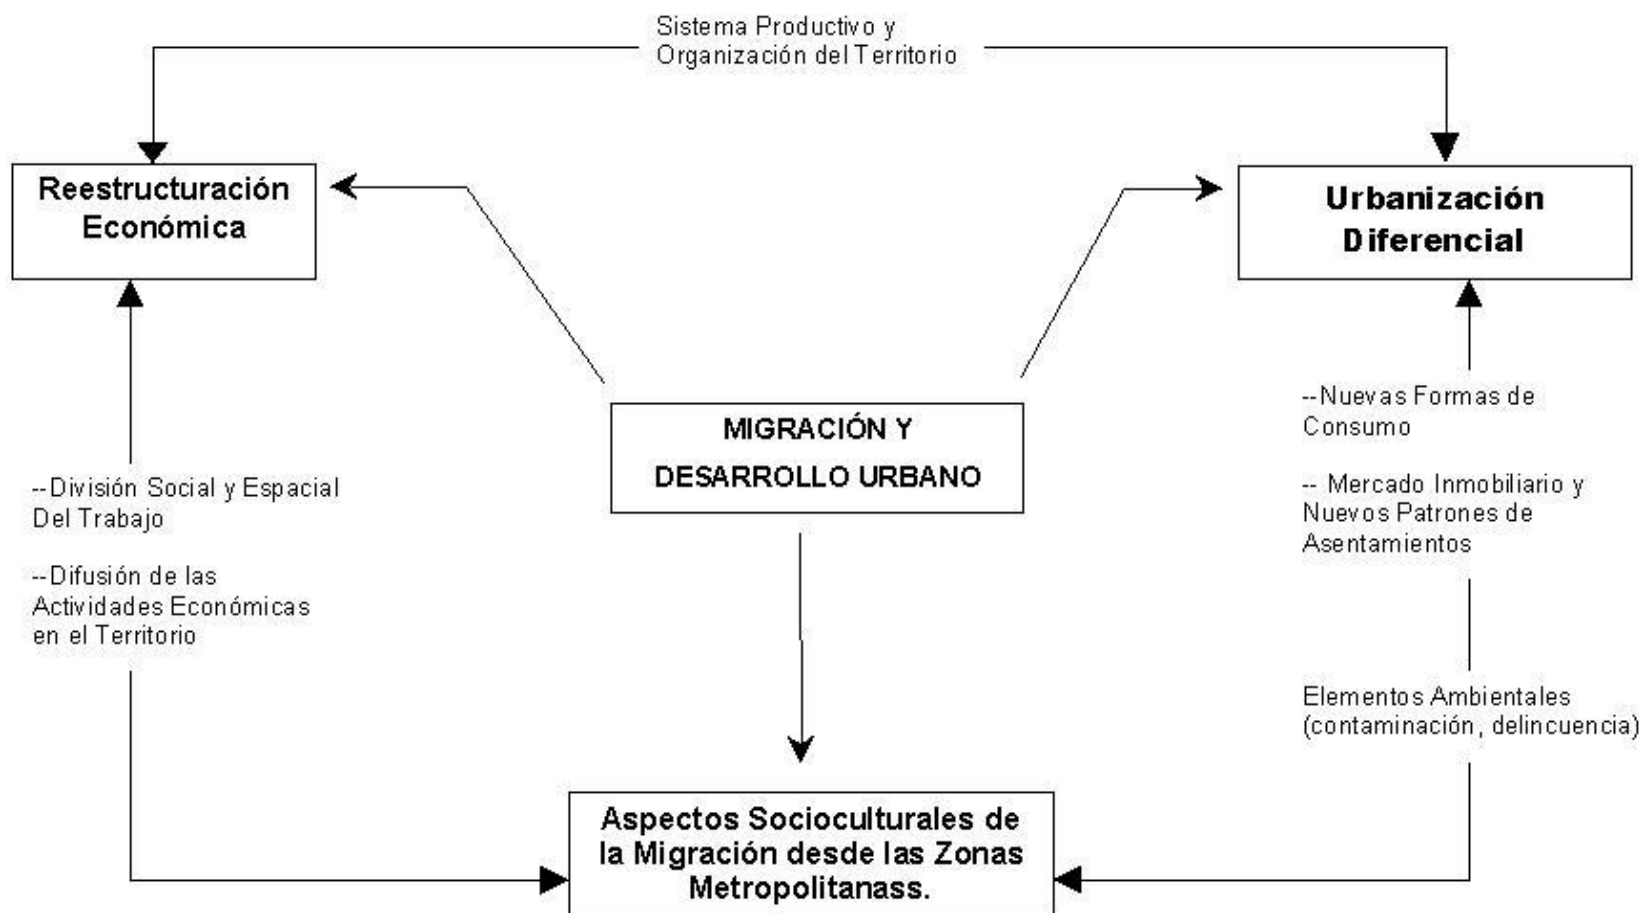 Sistema Productivo y
Organización del Territorio
Reestructuración
Económica
Urbanización
Diferencial
MIGRACIÓN Y
DESARROLLO URBANO
--División Social y Espacial
Del Trabajo
--Difusión de las
Actividades Económicas
en el Territorio
--Nuevas Formas de
Consumo
-- Mercado Inmobiliario y
Nuevos Patrones de
Asentamientos
Elementos Ambientales
(contaminación, delincuencia)
Aspectos Socioculturales de
la Migración desde las Zonas
Metropolitanass.